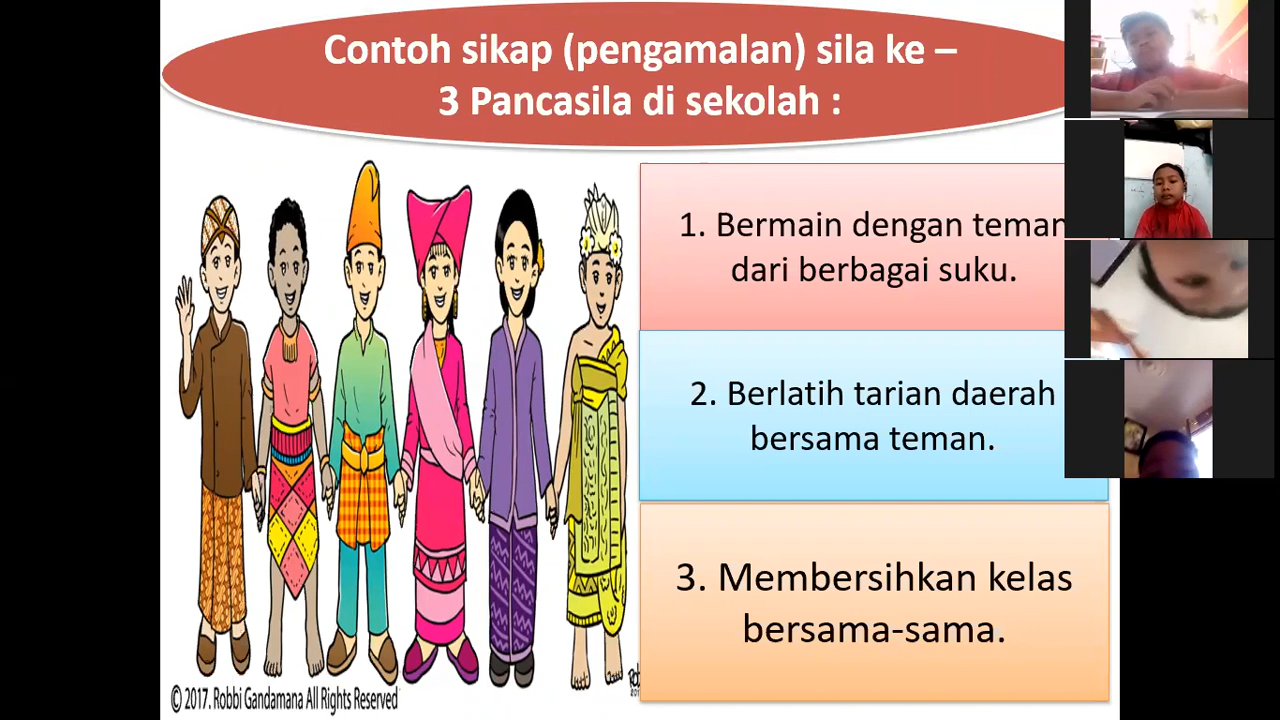 Contoh sikap (pengamalan) sila ke –
3 Pancasila di sekolah :
1. Bermain dengan teman
dari berbagai suku.
2. Berlatih tarian daerah
bersama teman.
3. Membersihkan kelas
bersama-sama.
© 2017. Robbi Gandamana All Rights Reserved